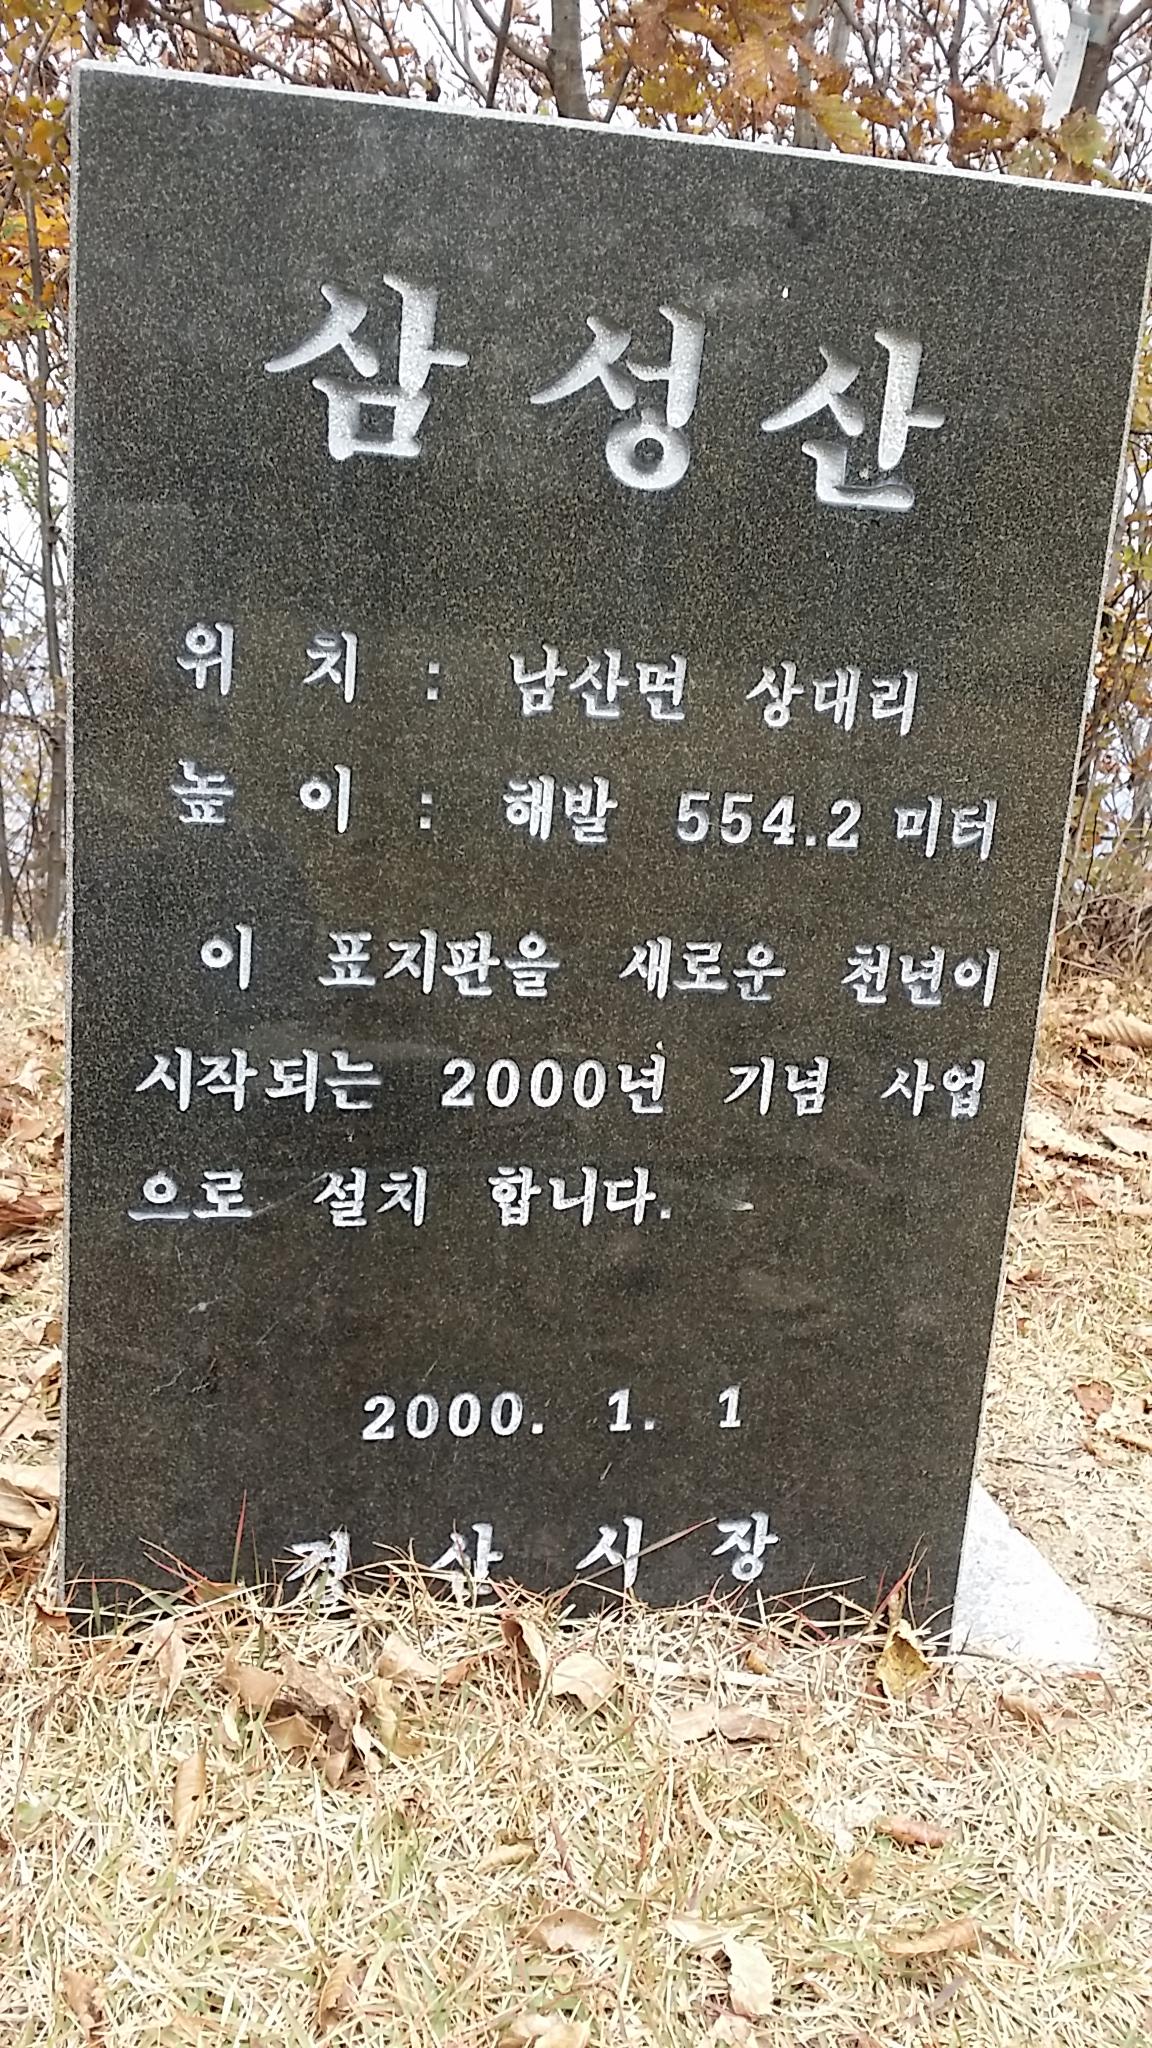 삼성산
위 치 : 남산면 상대리
높 이 : 해발 554.2 미터
이 표지판을 새로운 천년이
시작되는 2000년 기념 사업
으로 설치 합니다.
2000. 1. 1
경 산 시 장